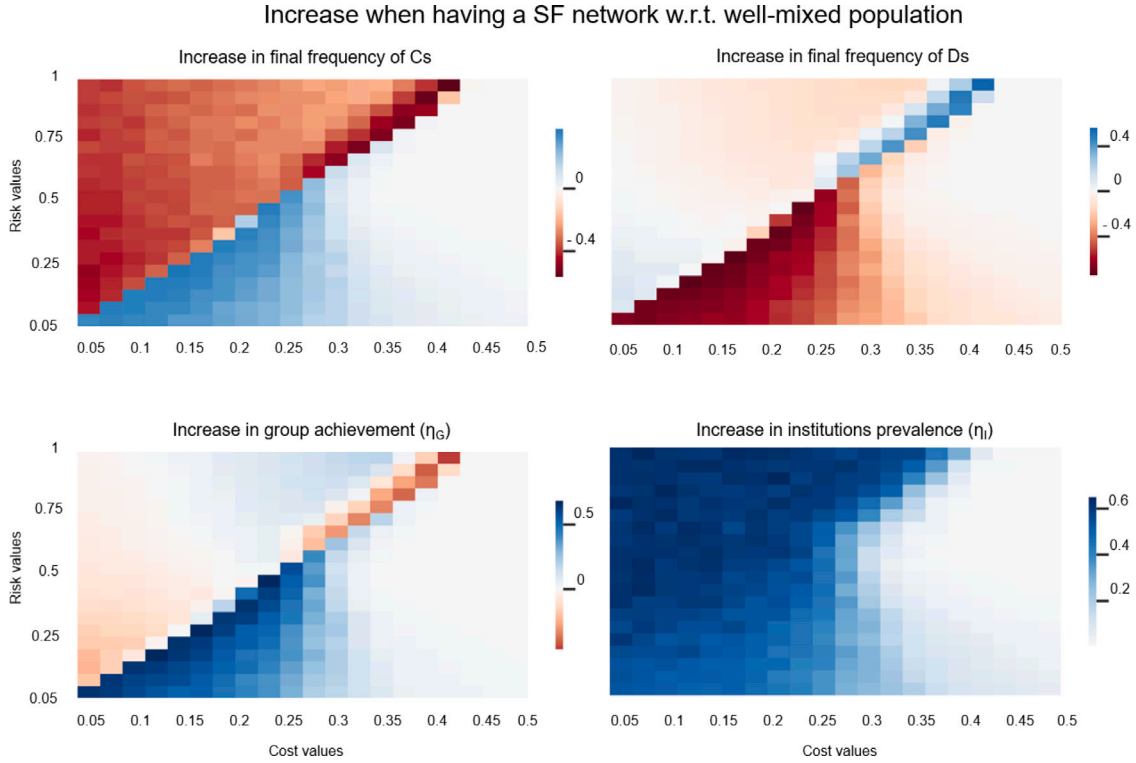 Increase when having a SF network w.r.t. well-mixed population
Increase in final frequency of Cs
Increase in final frequency of Ds
1
0.75
0.5
0.25
0.05
Risk values
0
- 0.4
0.4
0
- 0.4
0.05 0.1 0.15 0.2 0.25 0.3 0.35 0.4 0.45 0.5
0.05 0.1 0.15 0.2 0.25 0.3 0.35 0.4 0.45 0.5
Increase in group achievement (ηG)
Increase in institutions prevalence (ηI)
1
0.75
0.5
0.25
0.05
Risk values
0.5
0
0.6
0.4
0.2
0.05 0.1 0.15 0.2 0.25 0.3 0.35 0.4 0.45 0.5
0.05 0.1 0.15 0.2 0.25 0.3 0.35 0.4 0.45 0.5
Cost values
Cost values